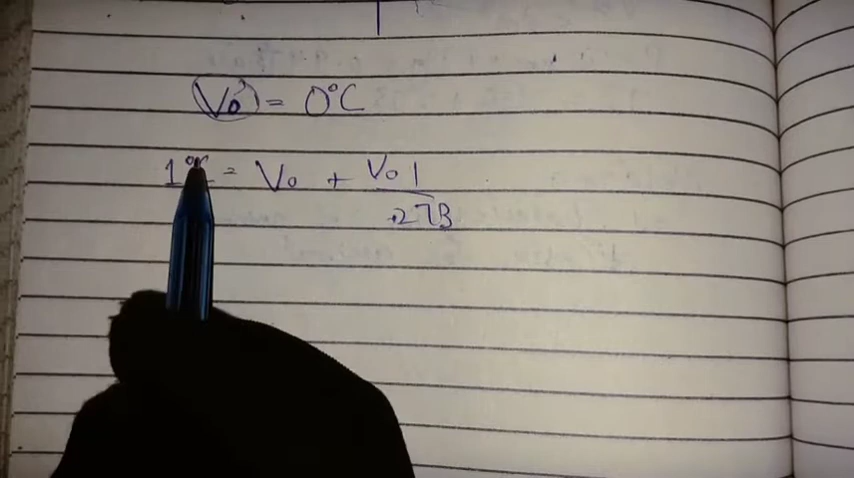 V₀ = 0°C
1°C = V₀ + V₀ 1
273